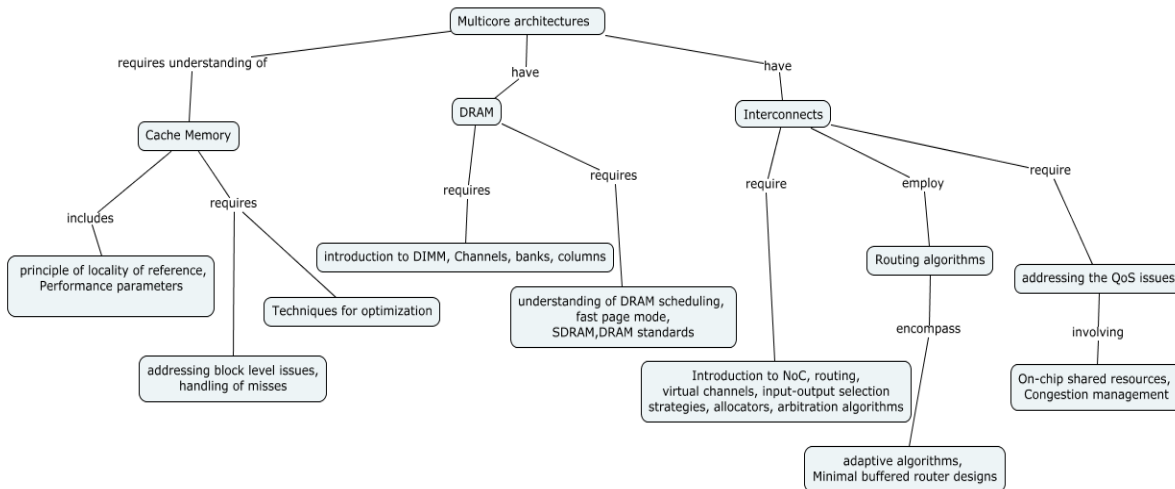 Multicore architectures
requires understanding of
have
have
Cache Memory
DRAM
Interconnects
includes
requires
requires
requires
require
employ
require
principle of locality of reference,
Performance parameters
Techniques for optimization
addressing block level issues,
handling of misses
introduction to DIMM, Channels, banks, columns
understanding of DRAM scheduling,
fast page mode,
SDRAM,DRAM standards
Introduction to NoC, routing,
virtual channels, input-output selection
strategies, allocators, arbitration algorithms
Routing algorithms
encompass
adaptive algorithms,
Minimal buffered router designs
addressing the QoS issues
involving
On-chip shared resources,
Congestion management